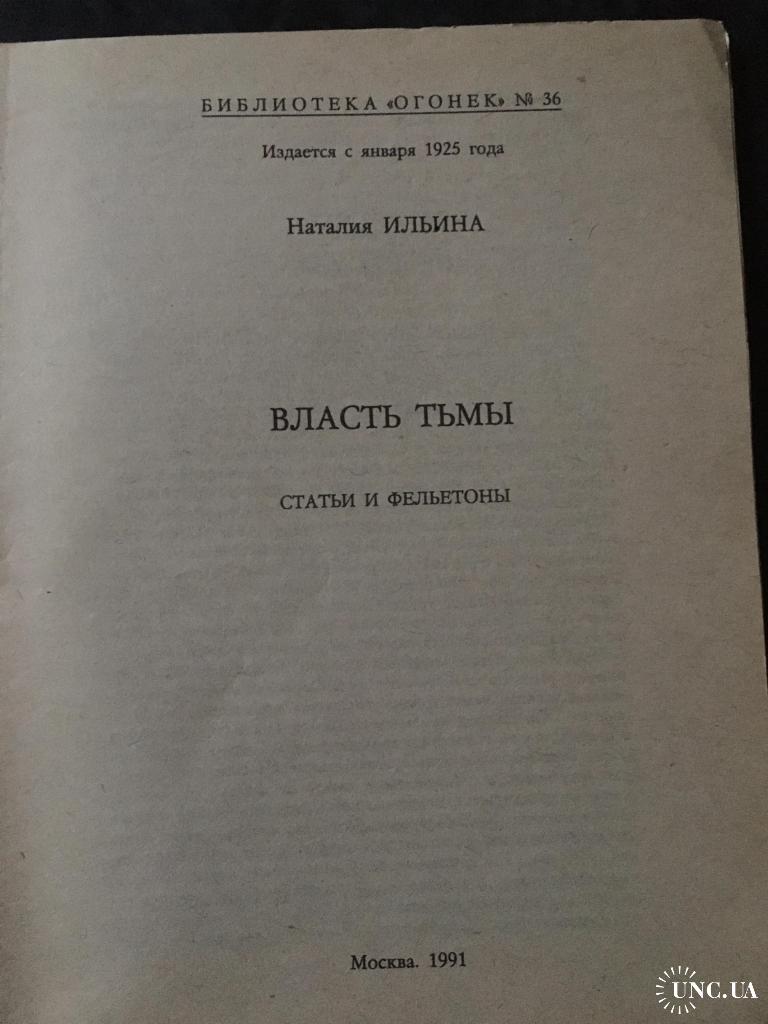 БИБЛИОТЕКА «ОГОНЕК» № 36
Издается с января 1925 года
Наталия ИЛЬИНА
ВЛАСТЬ ТЬМЫ
СТАТЬИ И ФЕЛЬЕТОНЫ
Москва. 1991
UNC.UA